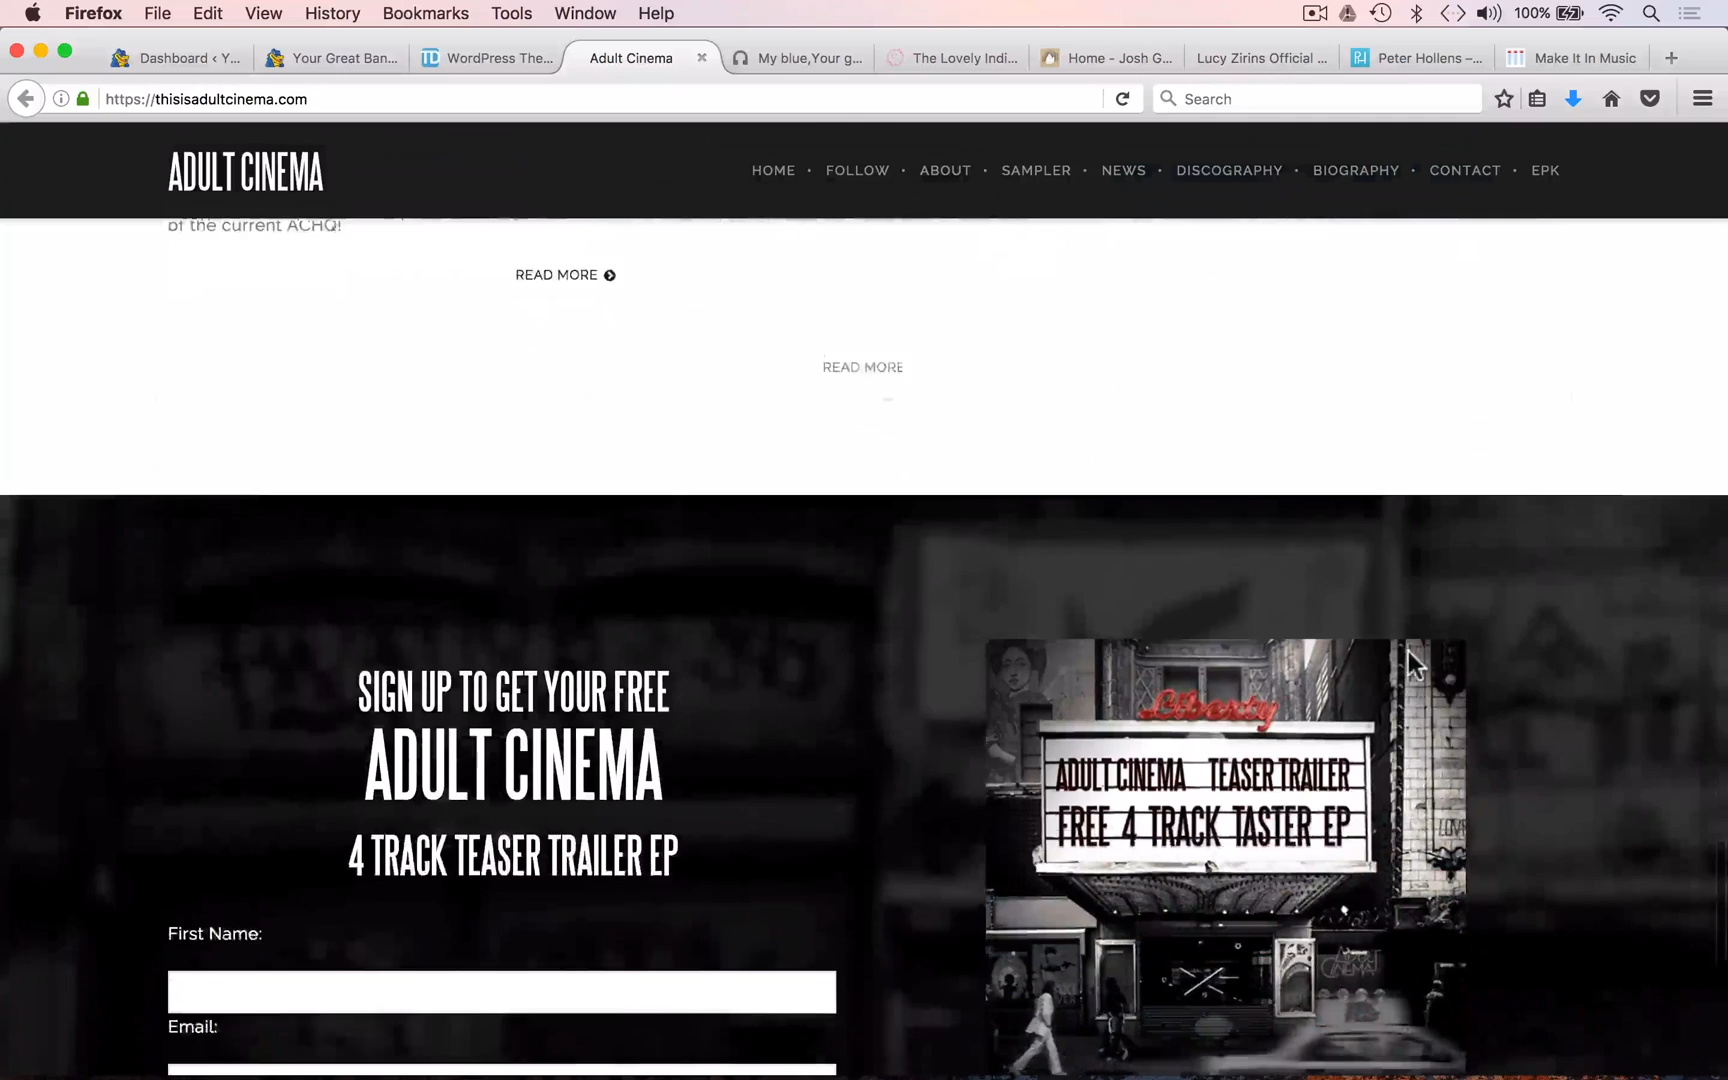 Firefox File Edit View History Bookmarks Tools Window Help 100%
Dashboard ‹ Y... Your Great Ban... WordPress The... Adult Cinema My blue,Your g... The Lovely Indi... Home - Josh G... Lucy Zirins Official ... Peter Hollens –... Make It In Music
https://thisisadultcinema.com Search
ADULT CINEMA HOME • FOLLOW • ABOUT • SAMPLER • NEWS • DISCOGRAPHY • BIOGRAPHY • CONTACT • EPK
of the current ACHQ!
READ MORE
READ MORE
SIGN UP TO GET YOUR FREE
ADULT CINEMA
4 TRACK TEASER TRAILER EP
First Name:
Email:
Liberty
ADULT CINEMA TEASER TRAILER
FREE 4 TRACK TASTER EP
ADULT
CINEMA